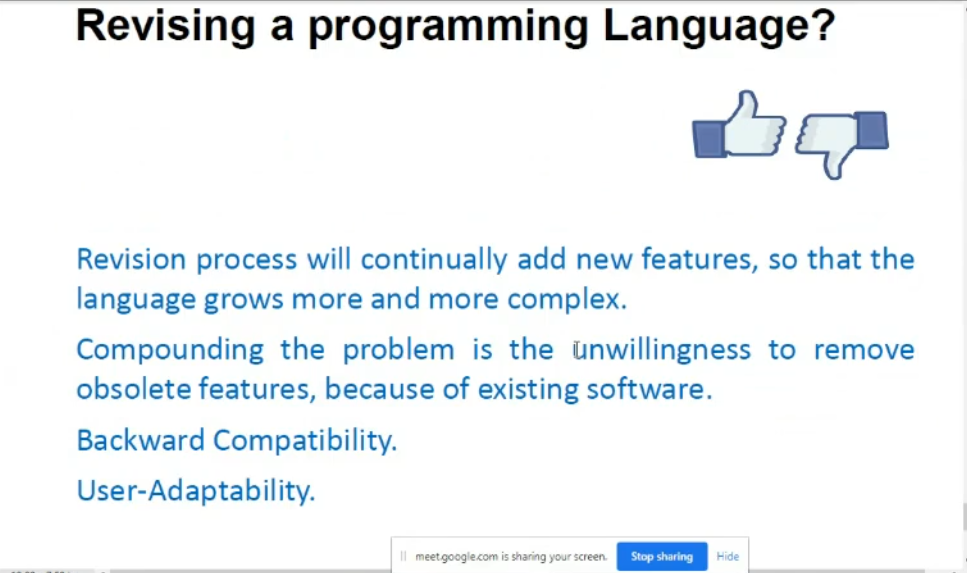 Revising a programming Language?
Revision process will continually add new features, so that the
language grows more and more complex.
Compounding the problem is the unwillingness to remove
obsolete features, because of existing software.
Backward Compatibility.
User-Adaptability.
meet.google.com is sharing your screen.
Stop sharing
Hide